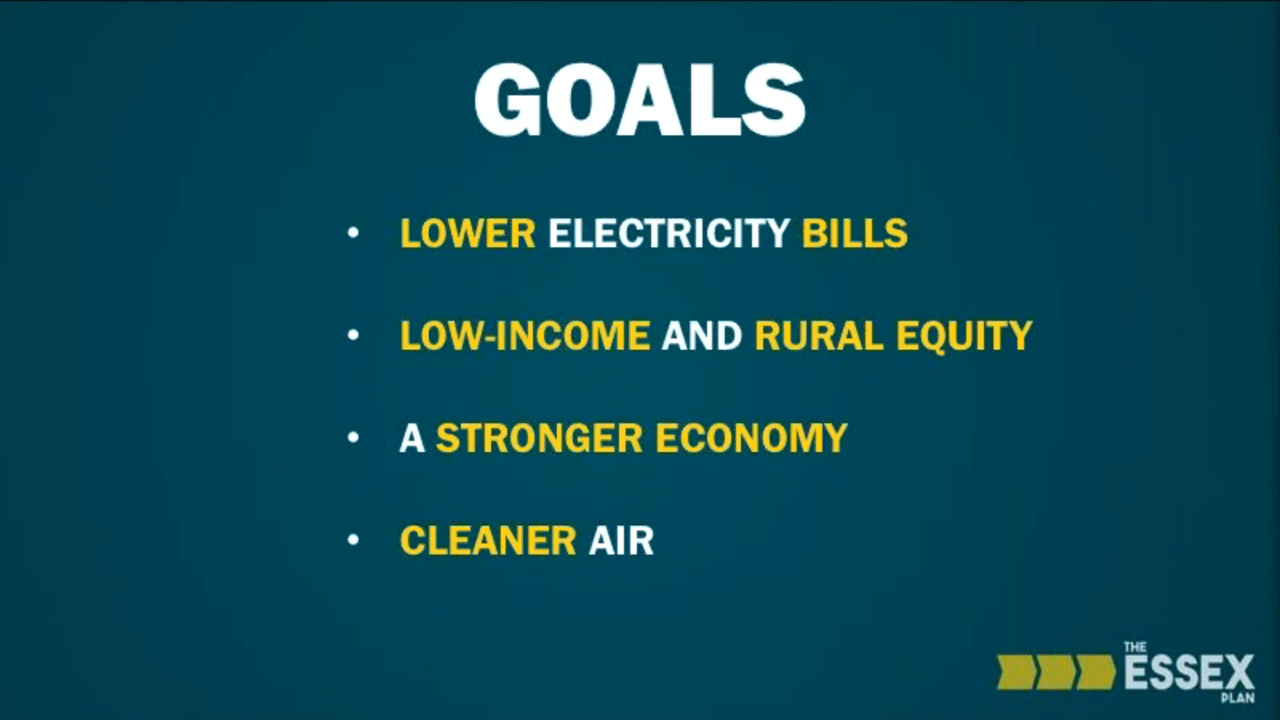 GOALS
• LOWER ELECTRICITY BILLS
• LOW-INCOME AND RURAL EQUITY
• A STRONGER ECONOMY
• CLEANER AIR
THE
ESSEX
PLAN